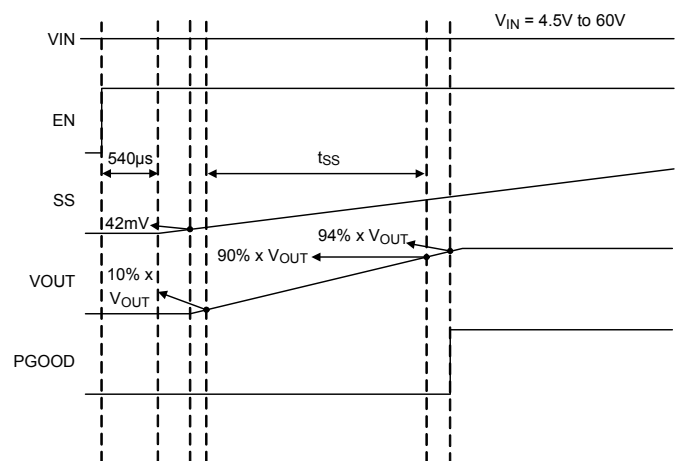 V_IN = 4.5V to 60V
VIN
EN
540µs
t_SS
SS
42mV
94% x V_OUT
90% x V_OUT
10% x
V_OUT
VOUT
PGOOD